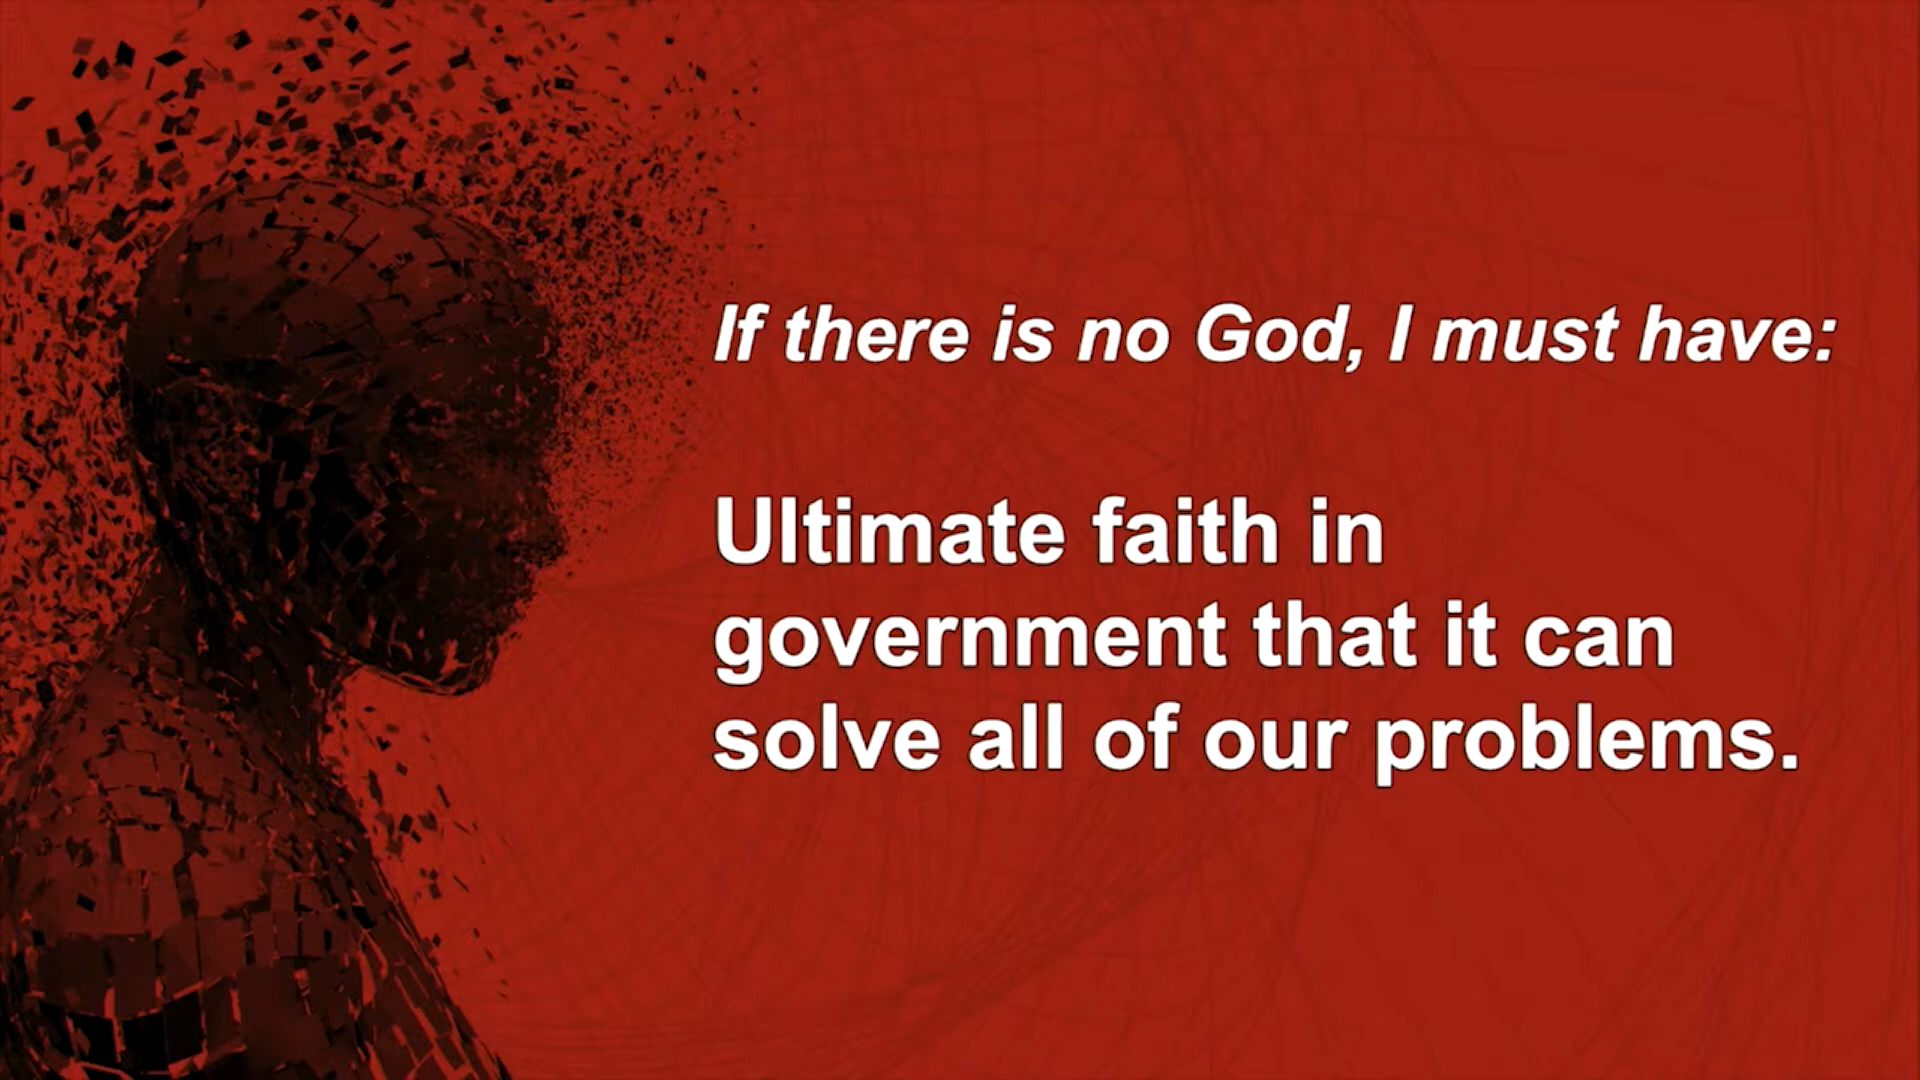 If there is no God, I must have:
Ultimate faith in
government that it can
solve all of our problems.